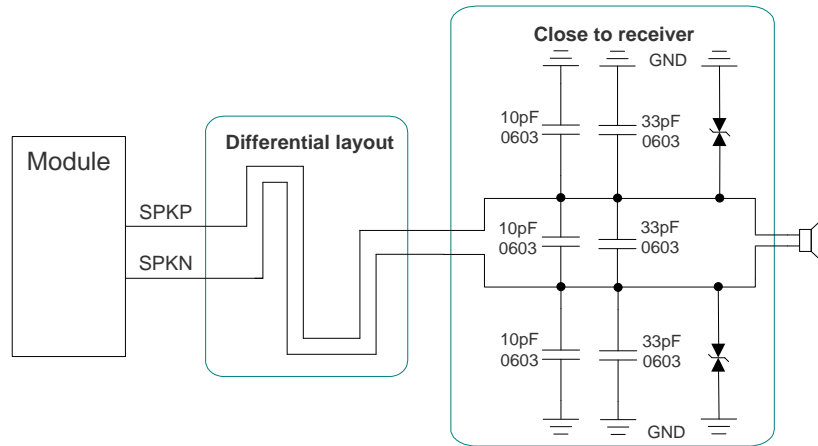 Close to receiver
GND
10pF
0603
33pF
0603
Differential layout
Module
SPKP
SPKN
10pF
0603
33pF
0603
10pF
0603
33pF
0603
GND